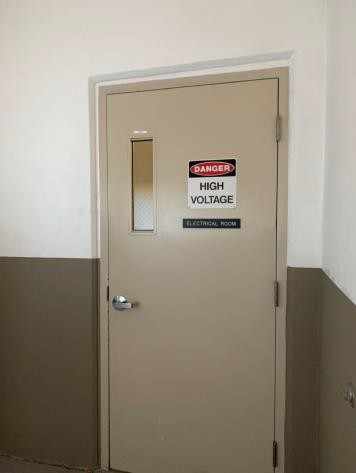 DANGER
HIGH
VOLTAGE
ELECTRICAL ROOM